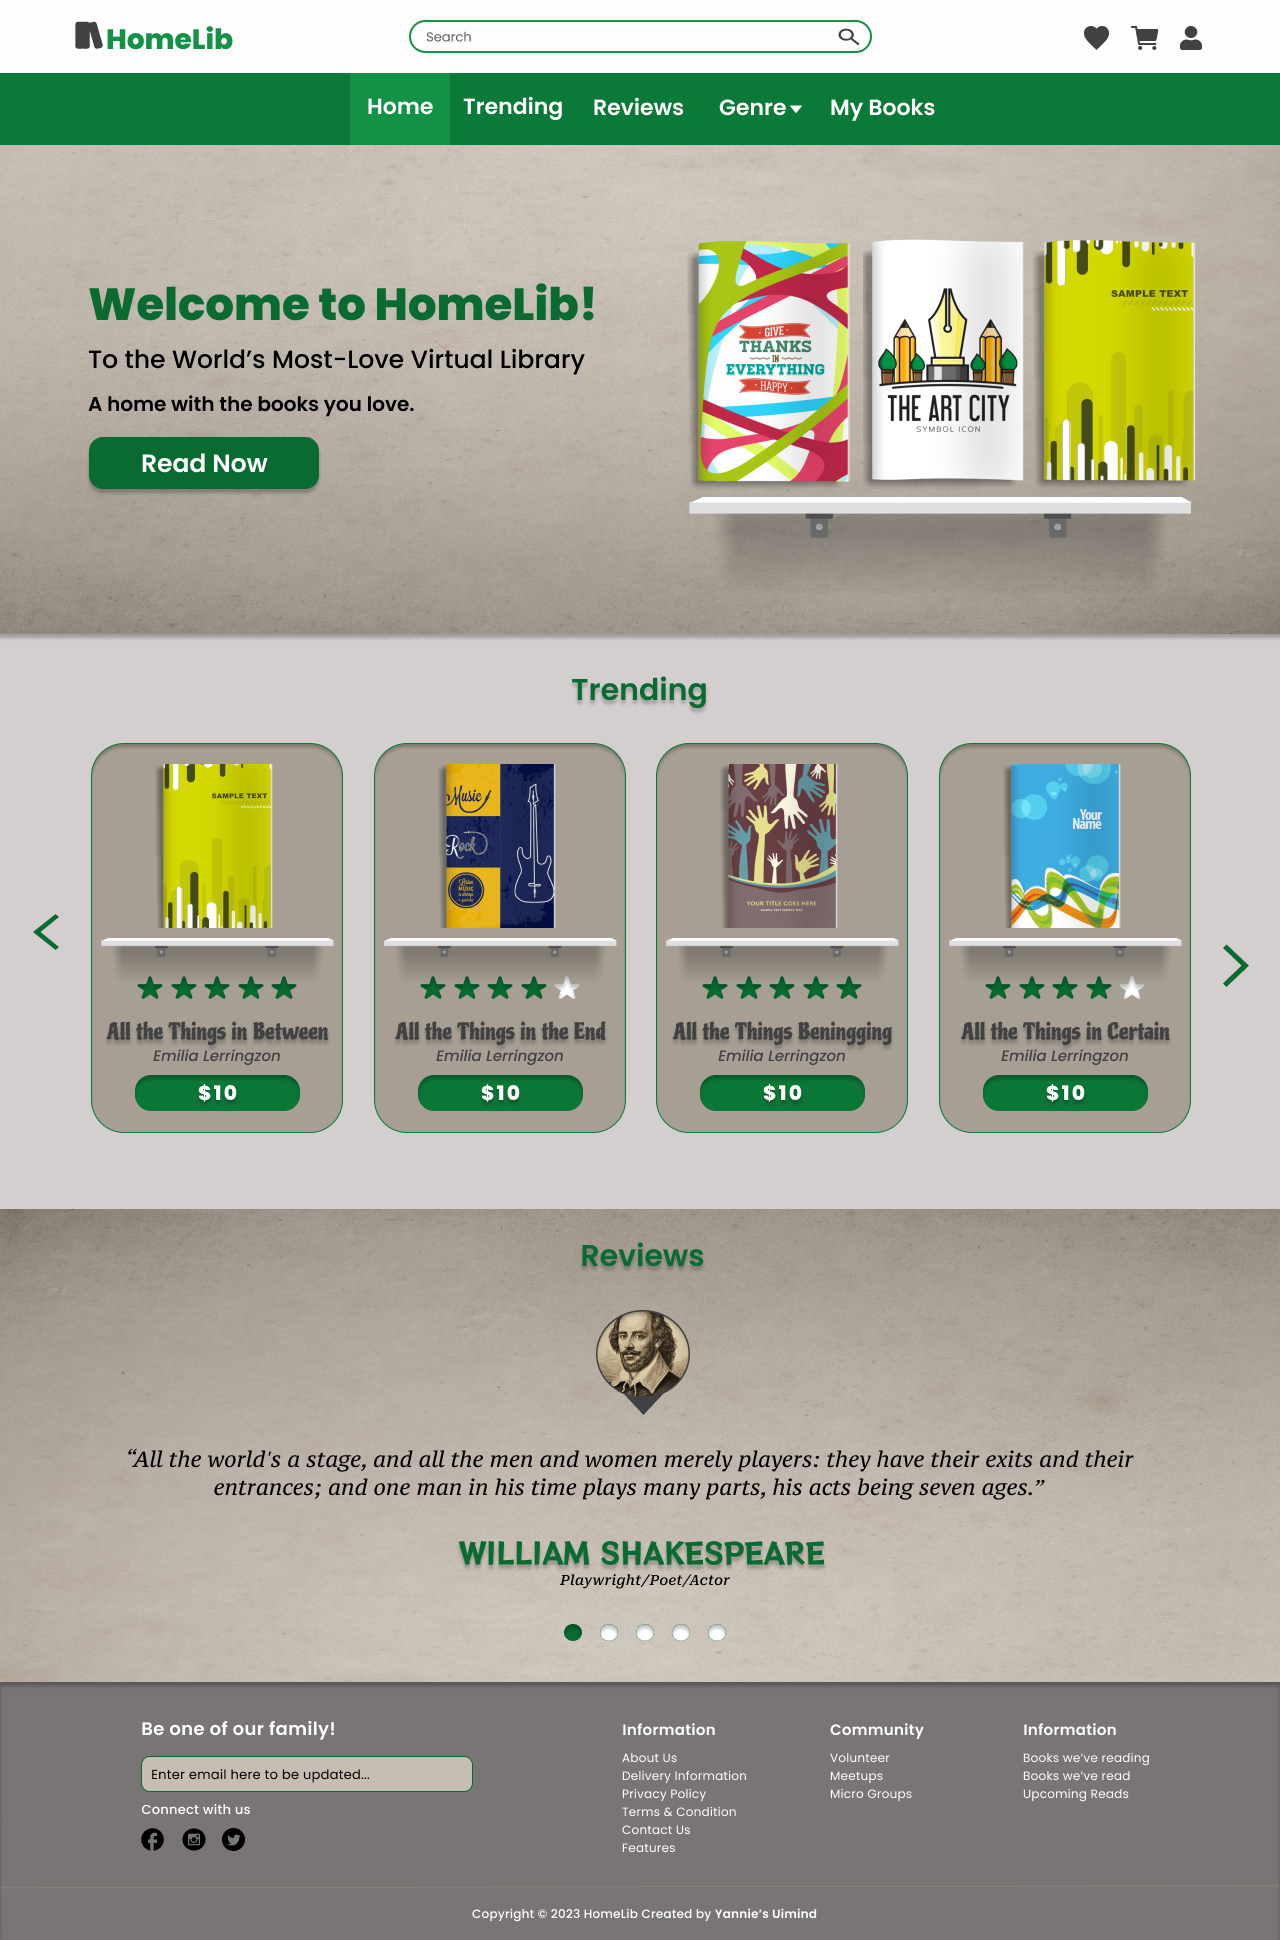 HomeLib
Search
Home Trending Reviews Genre My Books
Welcome to HomeLib!
To the World’s Most-Love Virtual Library
A home with the books you love.
Read Now
GIVE
THANKS
IN
EVERYTHING
HAPPY
THE ART CITY
SYMBOL ICON
SAMPLE TEXT
Trending
SAMPLE TEXT
All the Things in Between
Emilia Lerringzon
$10
Music
Rock
MUSIC
All the Things in the End
Emilia Lerringzon
$10
YOUR TITLE GOES HERE
SAMPLE TEXT SAMPLE TEXT
All the Things Beningging
Emilia Lerringzon
$10
Your
Name
All the Things in Certain
Emilia Lerringzon
$10
Reviews
“All the world's a stage, and all the men and women merely players: they have their exits and their
entrances; and one man in his time plays many parts, his acts being seven ages.”
WILLIAM SHAKESPEARE
Playwright/Poet/Actor
Be one of our family!
Enter email here to be updated...
Connect with us
Information
About Us
Delivery Information
Privacy Policy
Terms & Condition
Contact Us
Features
Community
Volunteer
Meetups
Micro Groups
Information
Books we’ve reading
Books we’ve read
Upcoming Reads
Copyright © 2023 HomeLib Created by Yannie’s Uimind